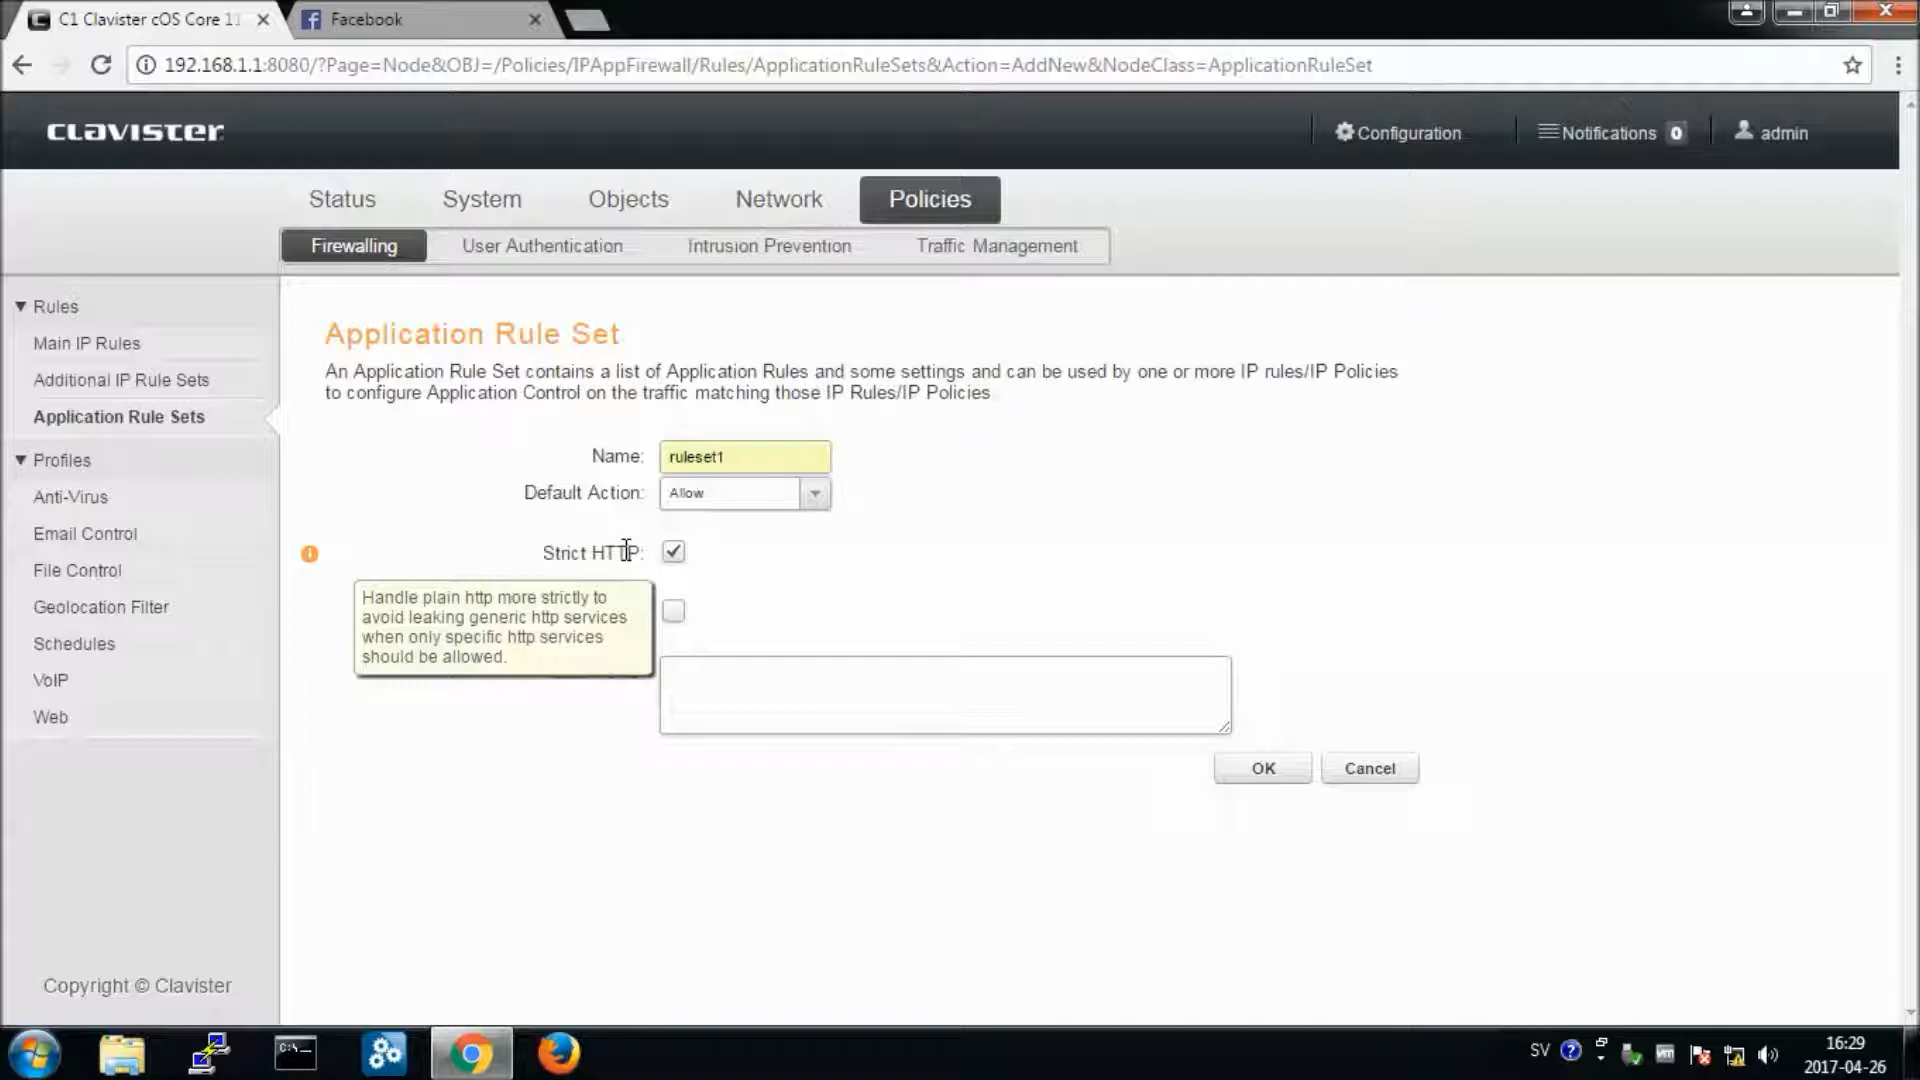 C1 Clavister cOS Core 11
Facebook
192.168.1.1:8080/?Page=Node&OBJ=/Policies/IPAppFirewall/Rules/ApplicationRuleSets&Action=AddNew&NodeClass=ApplicationRuleSet
CLAVISTER
Configuration
Notifications 0
admin
Status
System
Objects
Network
Policies
Firewalling
User Authentication
Intrusion Prevention
Traffic Management
Rules
Main IP Rules
Additional IP Rule Sets
Application Rule Sets
Profiles
Anti-Virus
Email Control
File Control
Geolocation Filter
Schedules
VoIP
Web
Copyright © Clavister
Application Rule Set
An Application Rule Set contains a list of Application Rules and some settings and can be used by one or more IP rules/IP Policies
to configure Application Control on the traffic matching those IP Rules/IP Policies
Name: ruleset1
Default Action: Allow
Strict HTTP:
Handle plain http more strictly to
avoid leaking generic http services
when only specific http services
should be allowed.
OK
Cancel
C:\_
SV
16:29
2017-04-26